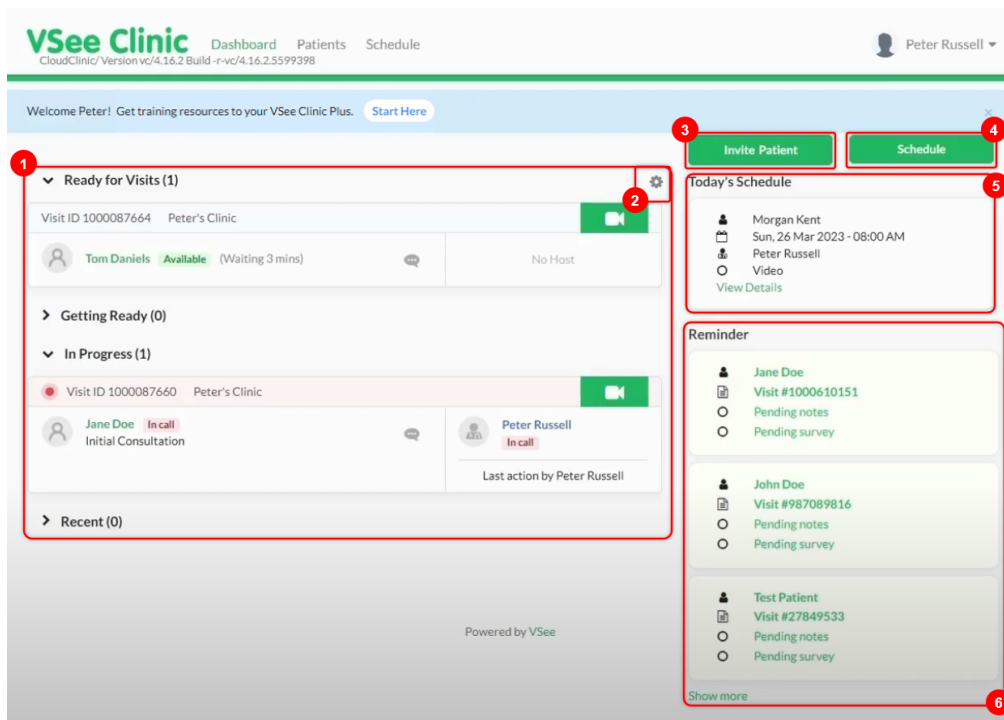 VSee Clinic
CloudClinic/ Version vc/4.16.2 Build -r-vc/4.16.2.5599398
Dashboard Patients Schedule
Peter Russell
Welcome Peter! Get training resources to your VSee Clinic Plus. Start Here
×
1
Ready for Visits (1)
2
Visit ID 1000087664 Peter's Clinic
Tom Daniels Available (Waiting 3 mins)
No Host
Getting Ready (0)
In Progress (1)
Visit ID 1000087660 Peter's Clinic
Jane Doe In call
Initial Consultation
Peter Russell
In call
Last action by Peter Russell
Recent (0)
3
Invite Patient
4
Schedule
5
Today's Schedule
Morgan Kent
Sun, 26 Mar 2023 - 08:00 AM
Peter Russell
Video
View Details
Reminder
Jane Doe
Visit #1000610151
Pending notes
Pending survey
John Doe
Visit #987089816
Pending notes
Pending survey
Test Patient
Visit #27849533
Pending notes
Pending survey
Show more
6
Powered by VSee